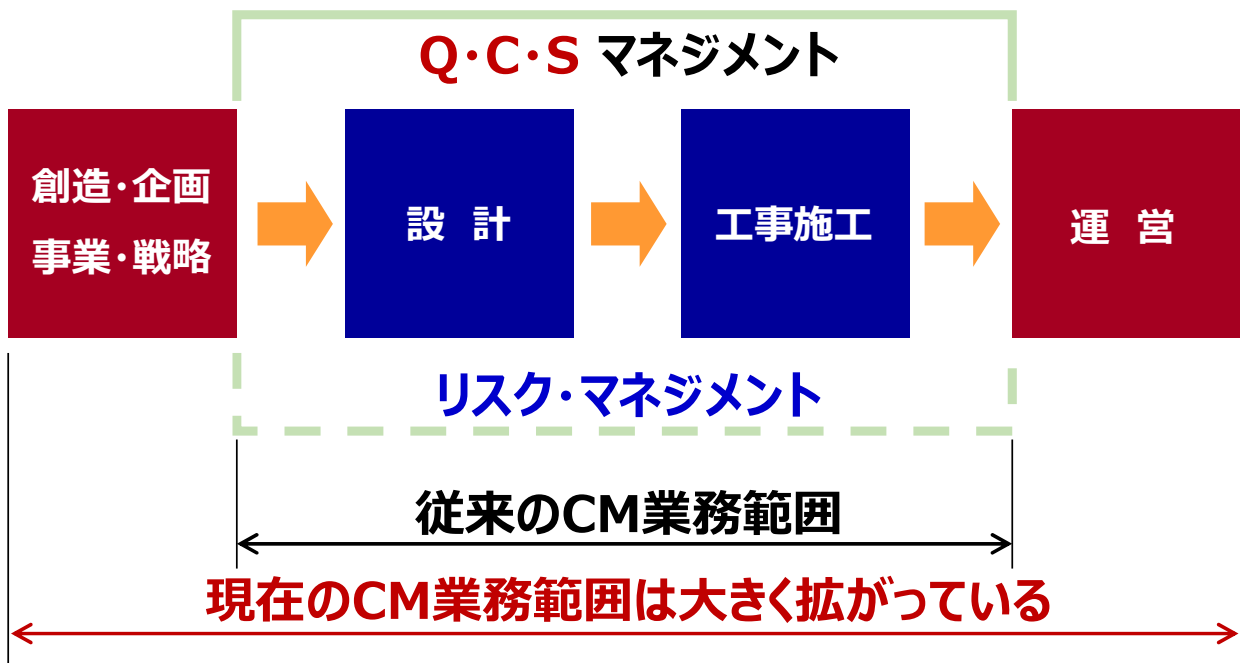 Q・C・S マネジメント
創造・企画
事業・戦略
設 計
工事施工
運 営
リスク・マネジメント
従来のCM業務範囲
現在のCM業務範囲は大きく拡がっている